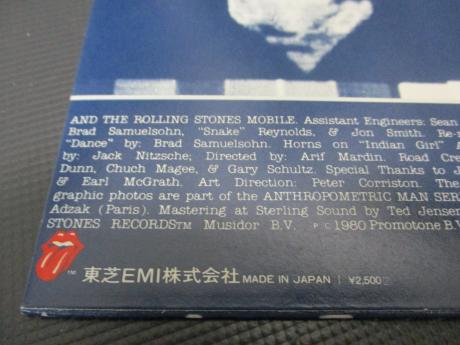 AND THE ROLLING STONES MOBILE. Assistant Engineers: Sean
Brad Samuelsohn, "Snake" Reynolds, & Jon Smith. Re-
"Dance" by: Brad Samuelsohn. Horns on "Indian Girl" A
by: Jack Nitzsche; Directed by: Arif Mardin. Road Cre
Dunn, Chuch Magee, & Gary Schultz. Special Thanks to J
& Earl McGrath. Art Direction: Peter Corriston. The
graphic photos are part of the ANTHROPOMETRIC MAN SER
Adzak (Paris). Mastering at Sterling Sound by Ted Jensen
STONES RECORDS™ Musidor B.V. P C 1980 Promotone B.V
™ 東芝EMI株式会社 MADE IN JAPAN | ¥2,500